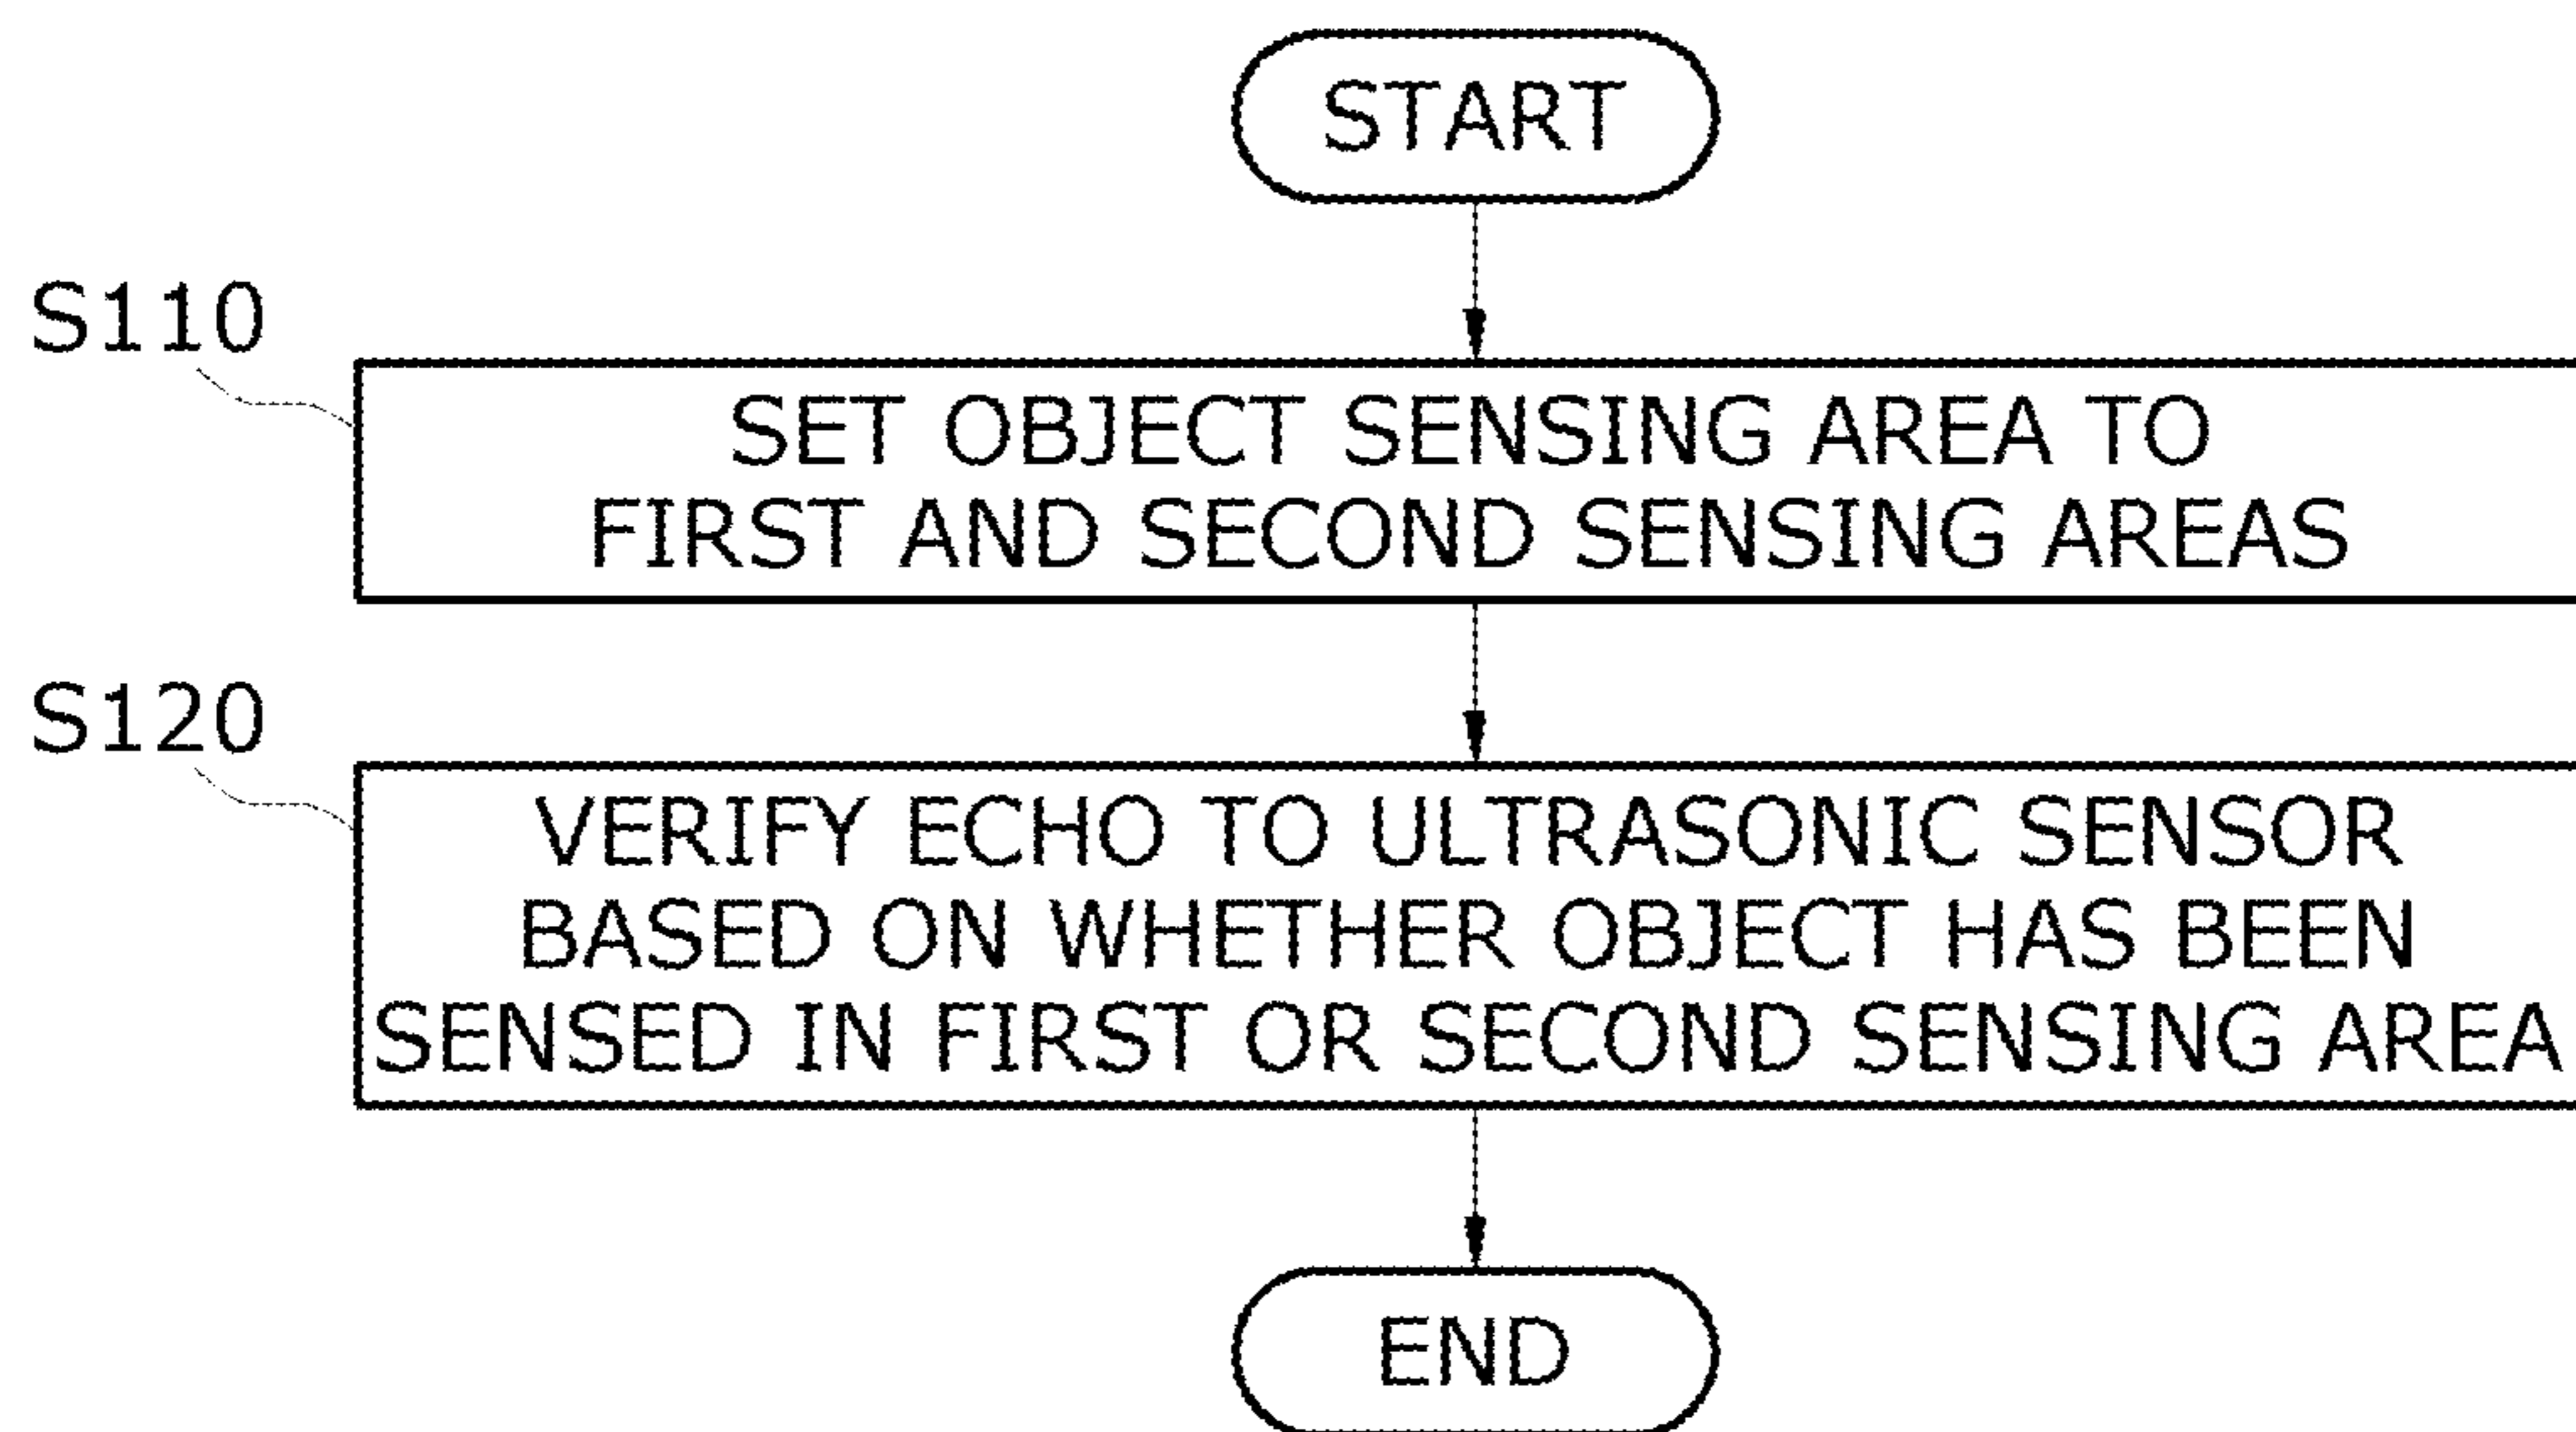 START
S110
SET OBJECT SENSING AREA TO
FIRST AND SECOND SENSING AREAS
S120
VERIFY ECHO TO ULTRASONIC SENSOR
BASED ON WHETHER OBJECT HAS BEEN
SENSED IN FIRST OR SECOND SENSING AREA
END